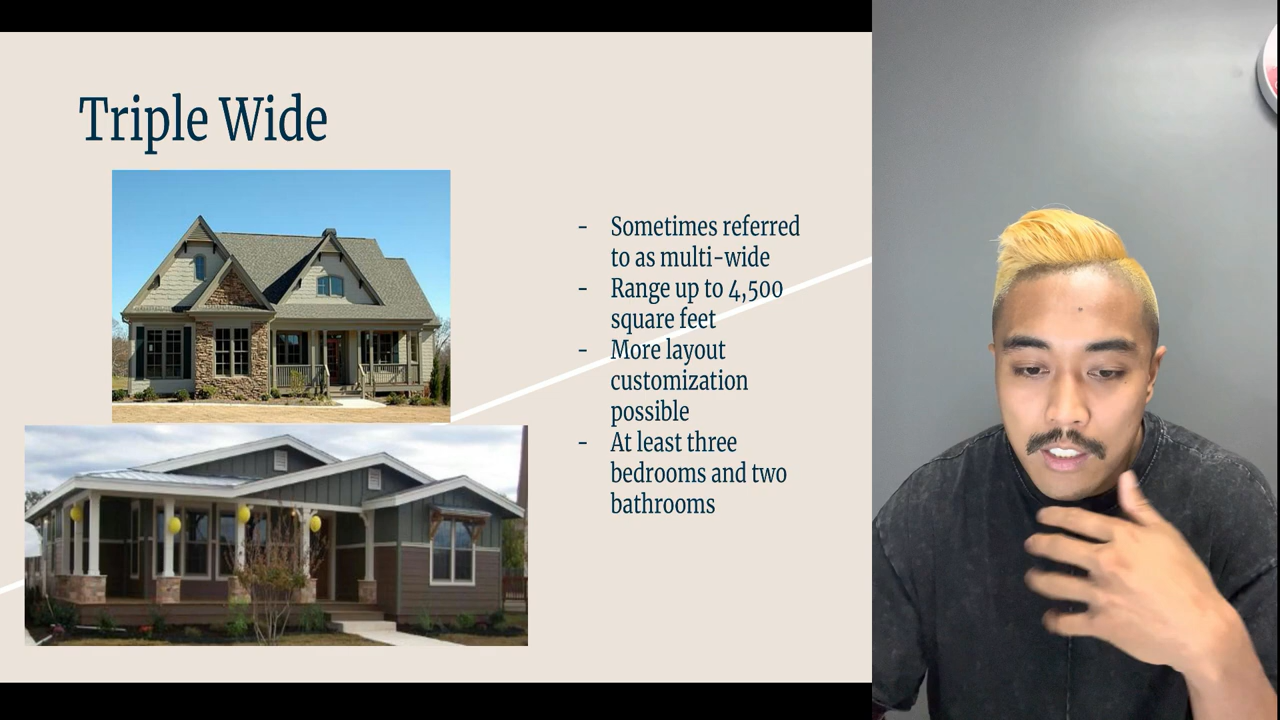 Triple Wide
- Sometimes referred
to as multi-wide
- Range up to 4,500
square feet
- More layout
customization
possible
- At least three
bedrooms and two
bathrooms